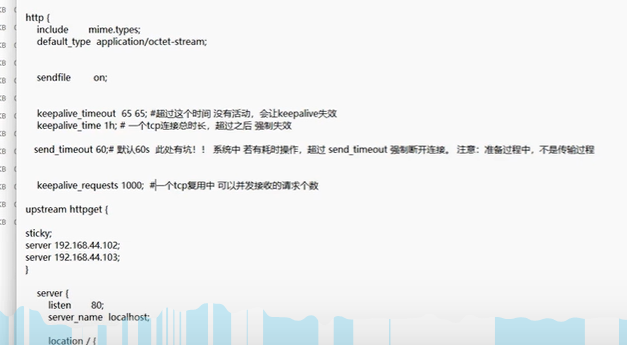 http {
include mime.types;
default_type application/octet-stream;
sendfile on;
keepalive_timeout 65 65; #超过这个时间 没有活动，会让keepalive失效
keepalive_time 1h; # 一个tcp连接总时长，超过之后 强制失效
send_timeout 60;# 默认60s 此处有坑！！ 系统中 若有耗时操作，超过 send_timeout 强制断开连接。 注意：准备过程中，不是传输过程
keepalive_requests 1000; #一个tcp复用中 可以并发接收的请求个数
upstream httpget {
sticky;
server 192.168.44.102;
server 192.168.44.103;
}
server {
listen 80;
server_name localhost;
location / {